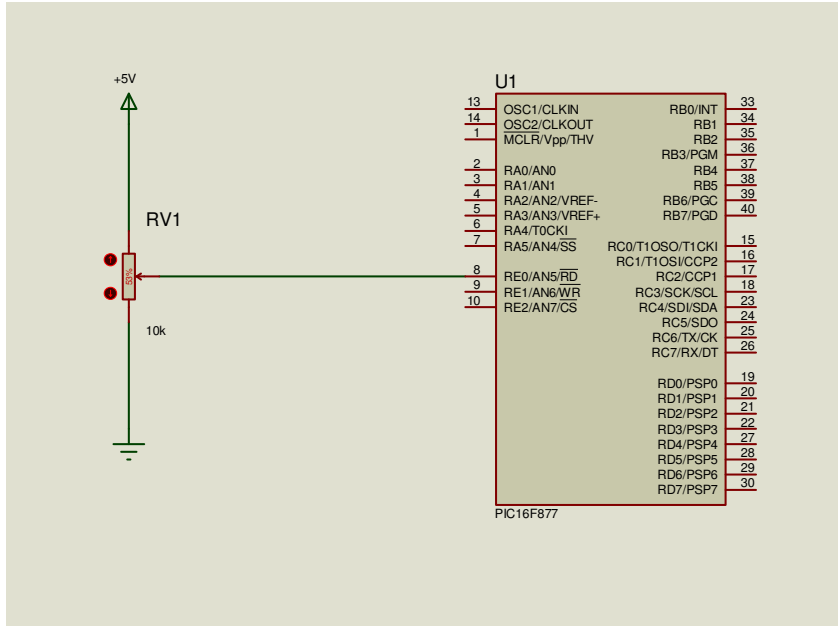 +5V
RV1
53%
10k
U1
13 OSC1/CLKIN
14 OSC2/CLKOUT
1 MCLR/Vpp/THV
2 RA0/AN0
3 RA1/AN1
4 RA2/AN2/VREF-
5 RA3/AN3/VREF+
6 RA4/T0CKI
7 RA5/AN4/SS
8 RE0/AN5/RD
9 RE1/AN6/WR
10 RE2/AN7/CS
RB0/INT 33
RB1 34
RB2 35
RB3/PGM 36
RB4 37
RB5 38
RB6/PGC 39
RB7/PGD 40
RC0/T1OSO/T1CKI 15
RC1/T1OSI/CCP2 16
RC2/CCP1 17
RC3/SCK/SCL 18
RC4/SDI/SDA 23
RC5/SDO 24
RC6/TX/CK 25
RC7/RX/DT 26
RD0/PSP0 19
RD1/PSP1 20
RD2/PSP2 21
RD3/PSP3 22
RD4/PSP4 27
RD5/PSP5 28
RD6/PSP6 29
RD7/PSP7 30
PIC16F877